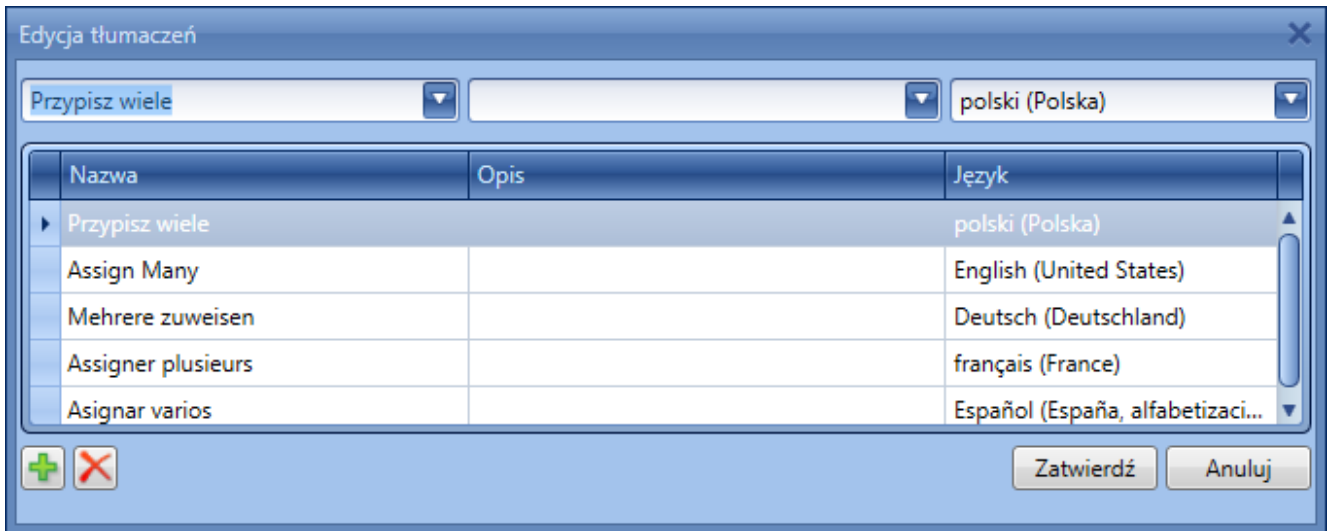 Edycja tłumaczeń
Przypisz wiele polski (Polska)
Nazwa Opis Język
Przypisz wiele polski (Polska)
Assign Many English (United States)
Mehrere zuweisen Deutsch (Deutschland)
Assigner plusieurs français (France)
Asignar varios Español (España, alfabetizaci...
Zatwierdź Anuluj